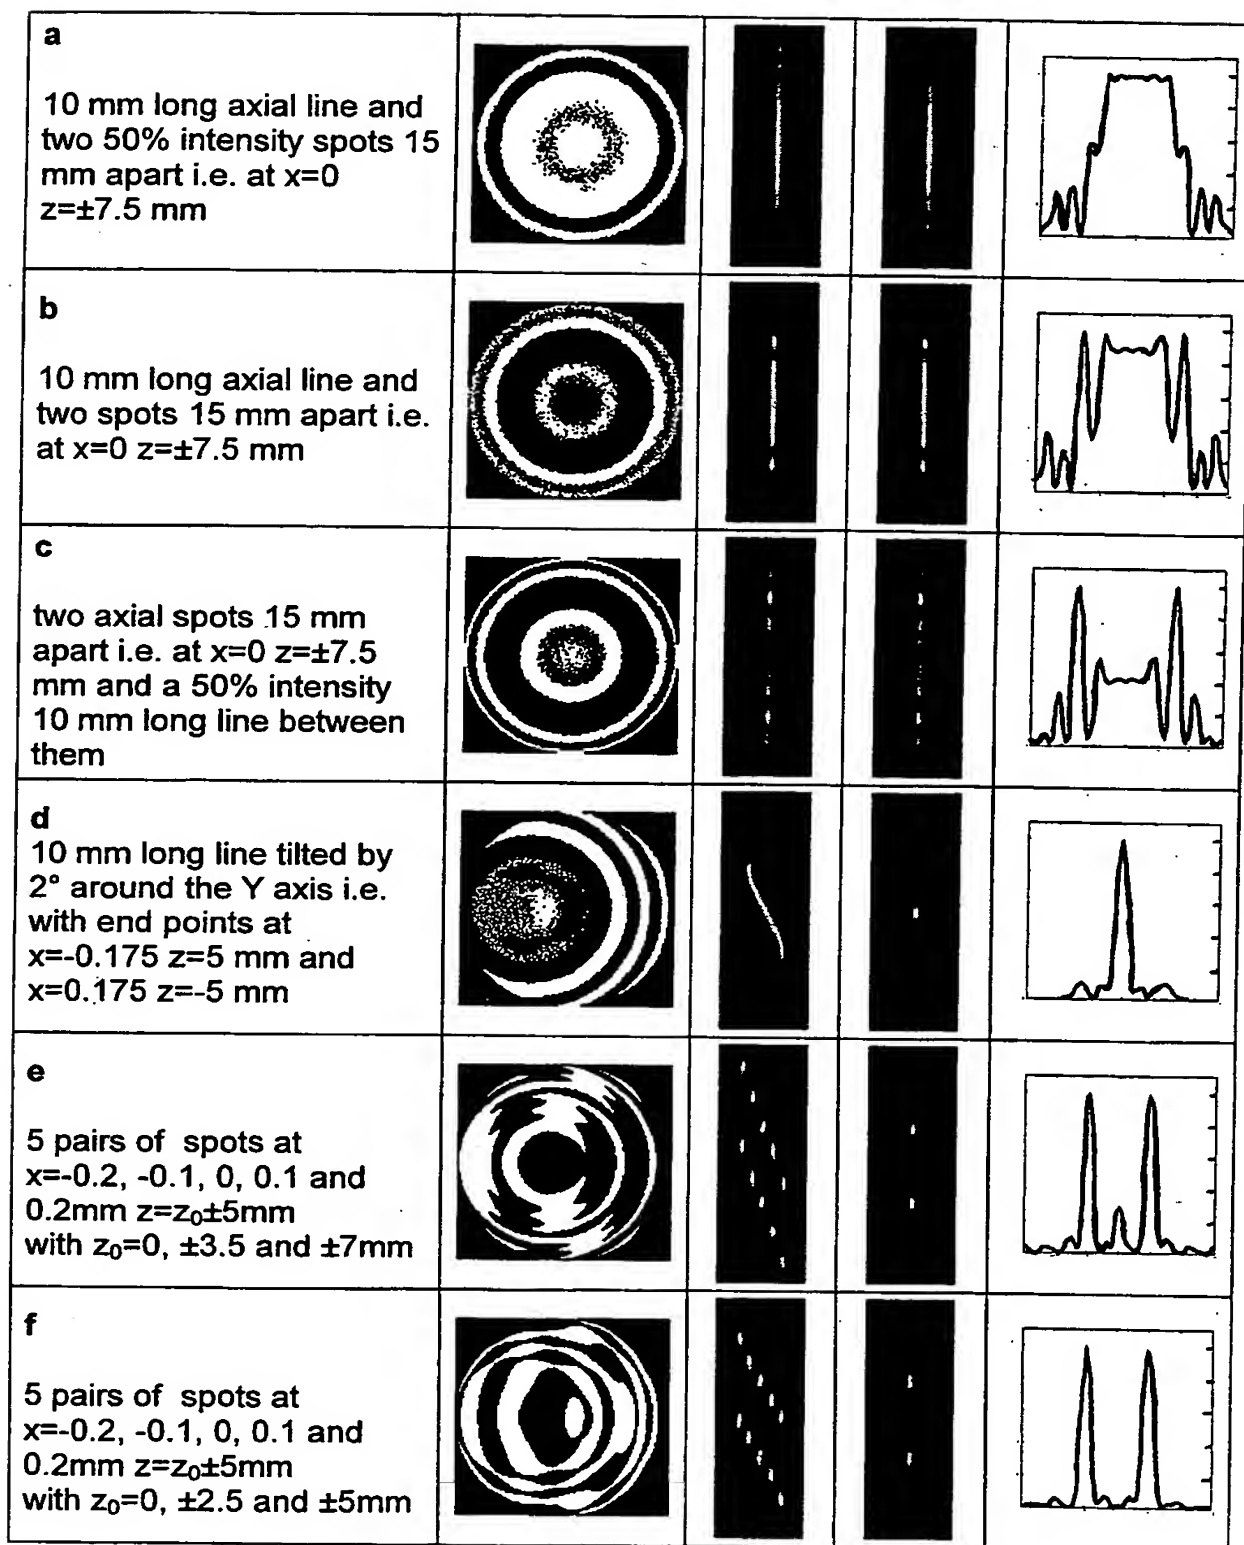 a
10 mm long axial line and
two 50% intensity spots 15
mm apart i.e. at x=0
z=±7.5 mm
b
10 mm long axial line and
two spots 15 mm apart i.e.
at x=0 z=±7.5 mm
c
two axial spots 15 mm
apart i.e. at x=0 z=±7.5
mm and a 50% intensity
10 mm long line between
them
d
10 mm long line tilted by
2° around the Y axis i.e.
with end points at
x=-0.175 z=5 mm and
x=0.175 z=-5 mm
e
5 pairs of spots at
x=-0.2, -0.1, 0, 0.1 and
0.2mm z=z₀±5mm
with z₀=0, ±3.5 and ±7mm
f
5 pairs of spots at
x=-0.2, -0.1, 0, 0.1 and
0.2mm z=z₀±5mm
with z₀=0, ±2.5 and ±5mm